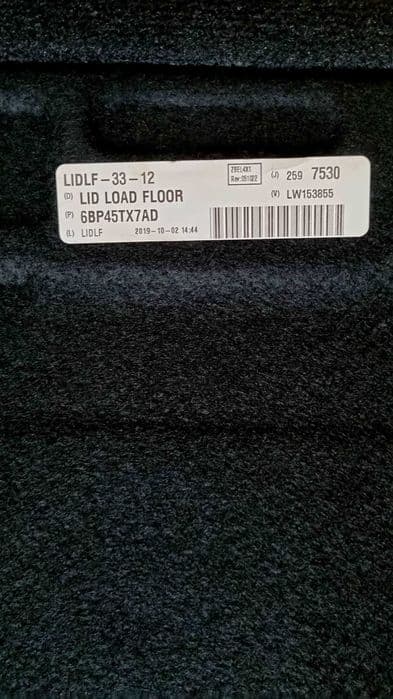 LIDLF-33-12
(D) LID LOAD FLOOR
(P) 6BP45TX7AD
(L) LIDLF 2019-10-02 14:44
(J) 259 7530
(V) LW153855